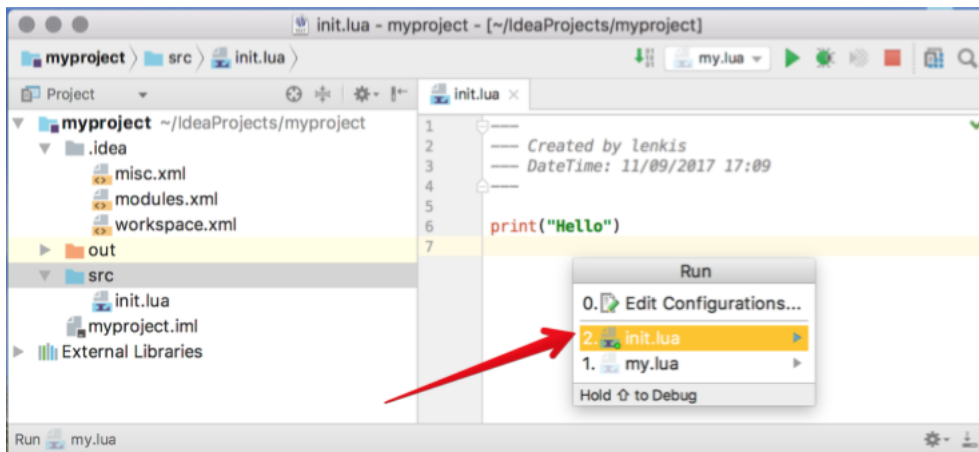 init.lua - myproject - [~/IdeaProjects/myproject]
myproject src init.lua my.lua
Project
init.lua
myproject ~/IdeaProjects/myproject
.idea
misc.xml
modules.xml
workspace.xml
out
src
init.lua
myproject.iml
External Libraries
1 ---
2 --- Created by lenkis
3 --- DateTime: 11/09/2017 17:09
4 ---
5
6 print("Hello")
7
Run
0. Edit Configurations...
2. init.lua
1. my.lua
Hold ⇧ to Debug
Run my.lua